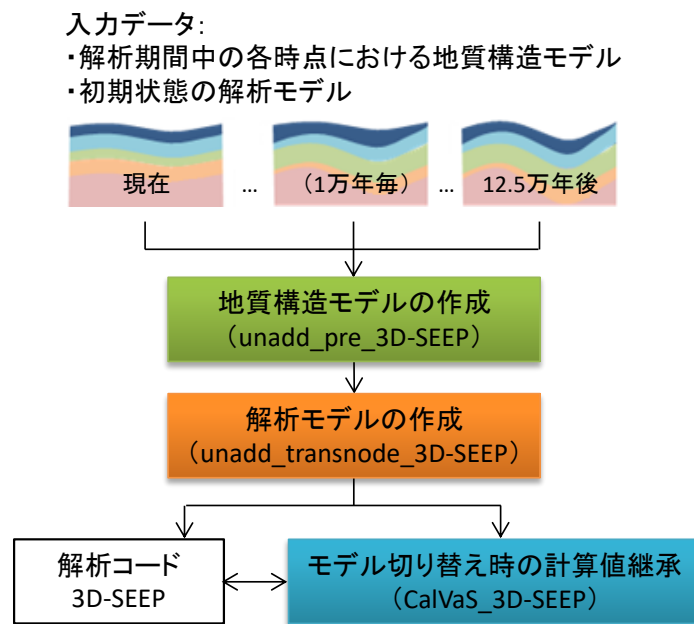 入力データ:
・解析期間中の各時点における地質構造モデル
・初期状態の解析モデル
現在
…
(1万年毎)
…
12.5万年後
地質構造モデルの作成
（unadd_pre_3D-SEEP）
解析モデルの作成
（unadd_transnode_3D-SEEP）
解析コード
3D-SEEP
モデル切り替え時の計算値継承
（CalVaS_3D-SEEP）